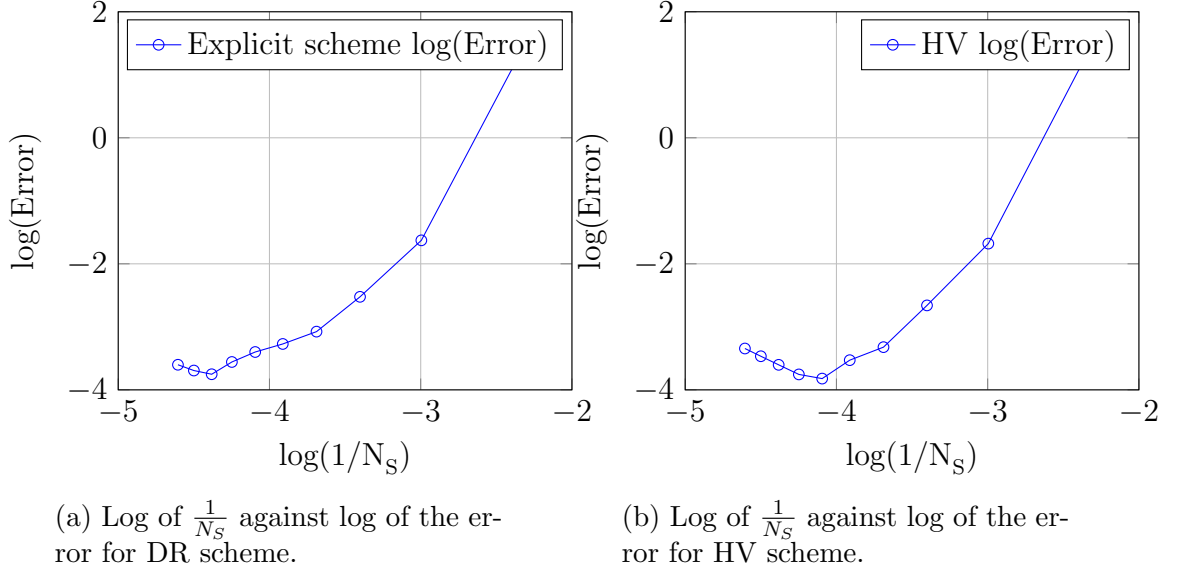 2
0
−2
−4
−5
−4
−3
−2
log(Error)
log(1/N_S)
Explicit scheme log(Error)
(a) Log of \frac{1}{N_S} against log of the er-
ror for DR scheme.
2
0
−2
−4
−5
−4
−3
−2
log(Error)
log(1/N_S)
HV log(Error)
(b) Log of \frac{1}{N_S} against log of the er-
ror for HV scheme.